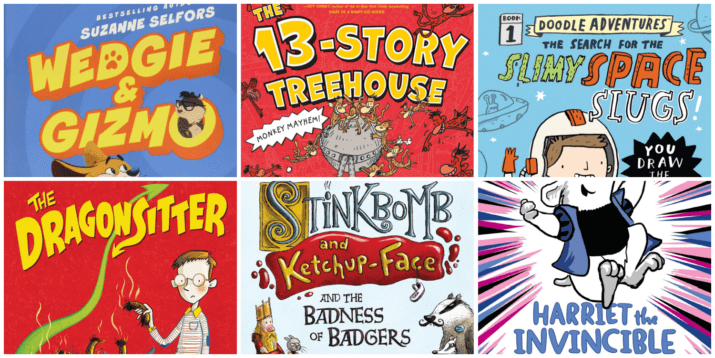 BESTSELLING AUTHOR
SUZANNE SELFORS
WEDGIE
&
GIZMO
THE
13-STORY
TREEHOUSE
MONKEY MAYHEM!
BOOK
1
DOODLE ADVENTURES
THE SEARCH FOR THE
SLIMY SPACE
SLUGS!
YOU
DRAW
THE
THE
DRAGONSITTER
STINKBOMB
and
KETCHUP-FACE
AND THE
BADNESS
OF BADGERS
HARRIET the
INVINCIBLE